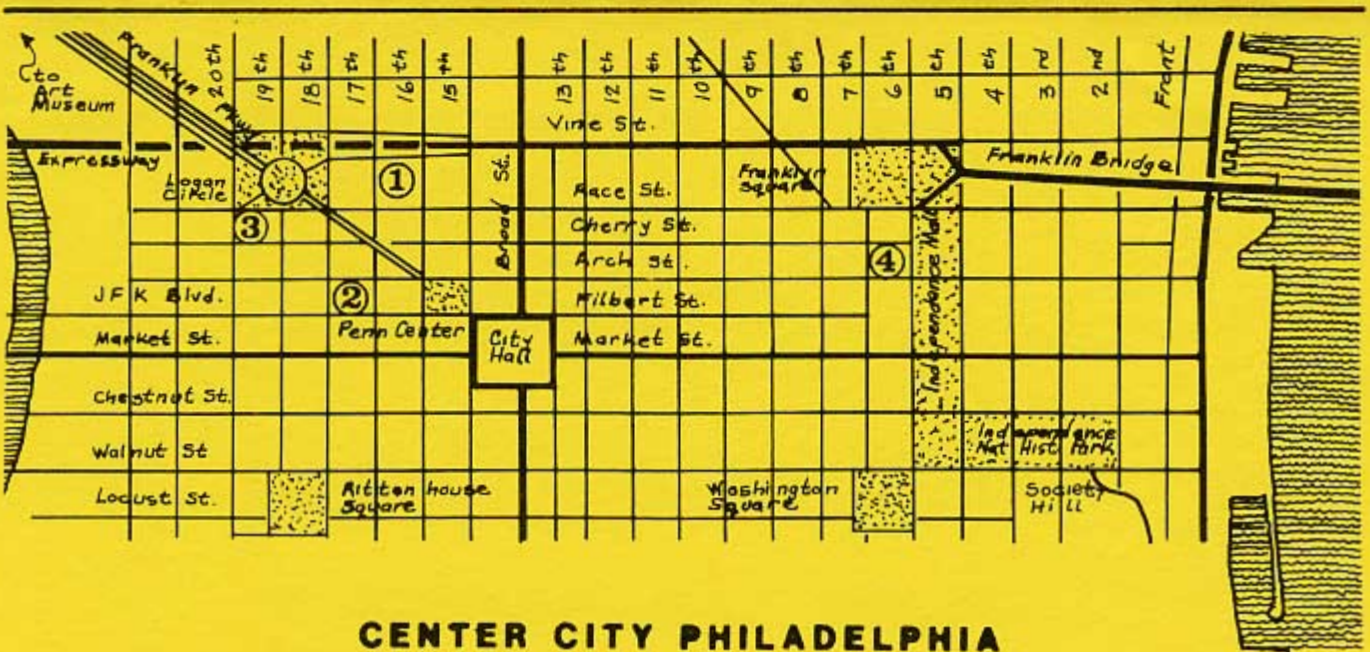 to
Art
Museum
Franklin Pkwy
20th
19th
18th
17th
16th
15th
13th
12th
11th
10th
9th
8th
7th
6th
5th
4th
3rd
2nd
Front
Vine St.
Broad St.
Expressway
Logan
Circle
1
Race St.
Franklin
Square
Franklin Bridge
3
Cherry St.
Arch St.
4
Independence Mall
JFK Blvd.
2
Filbert St.
Market St.
Penn Center
City
Hall
Market St.
Chestnut St.
Walnut St
Independence
Nat Hist Park
Locust St.
Ritten house
Square
Washington
Square
Society
Hill
CENTER CITY PHILADELPHIA